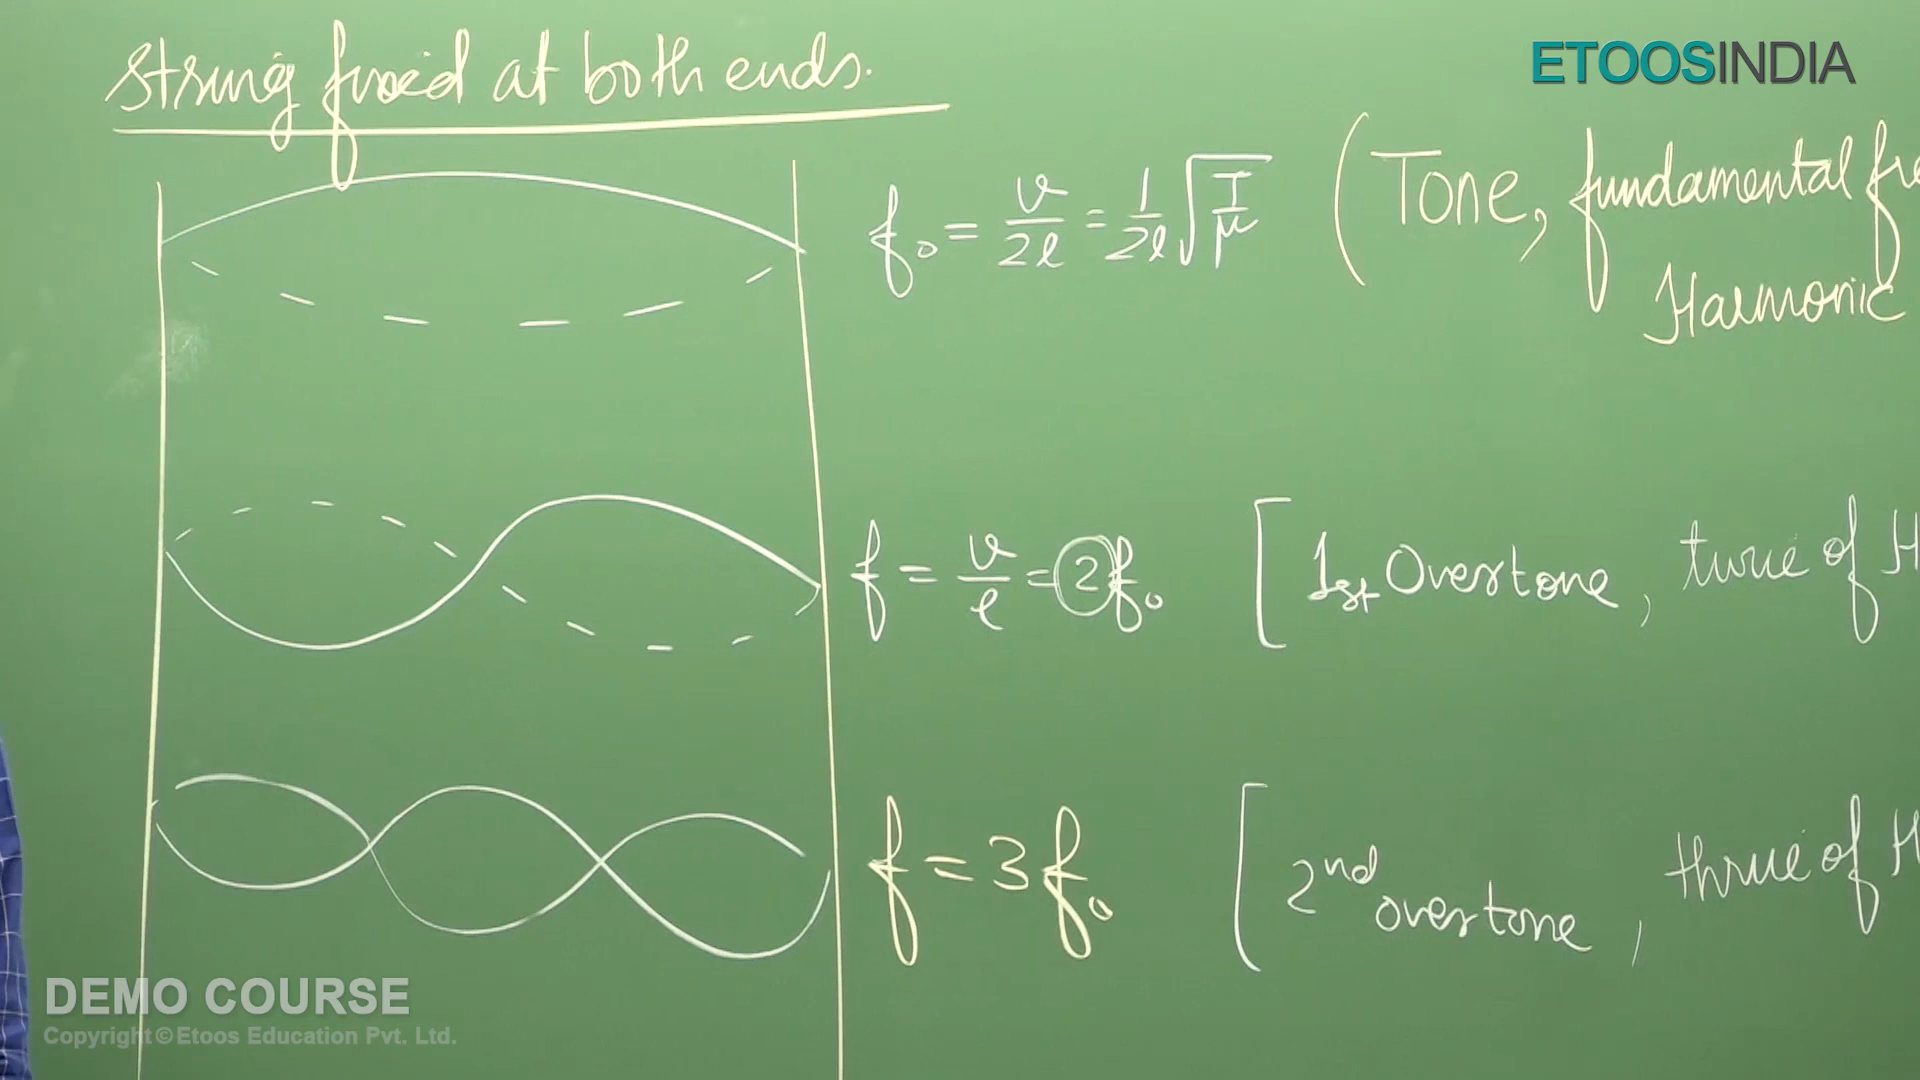 String fixed at both ends.
ETOOSINDIA
f₀ = v/2l = 1/2l √T/μ (Tone, fundamental fre
Harmonic
f = v/l = 2f₀ [1st Overtone, twice of H
f = 3f₀ [2nd overtone, thrice of H
DEMO COURSE
Copyright © Etoos Education Pvt. Ltd.